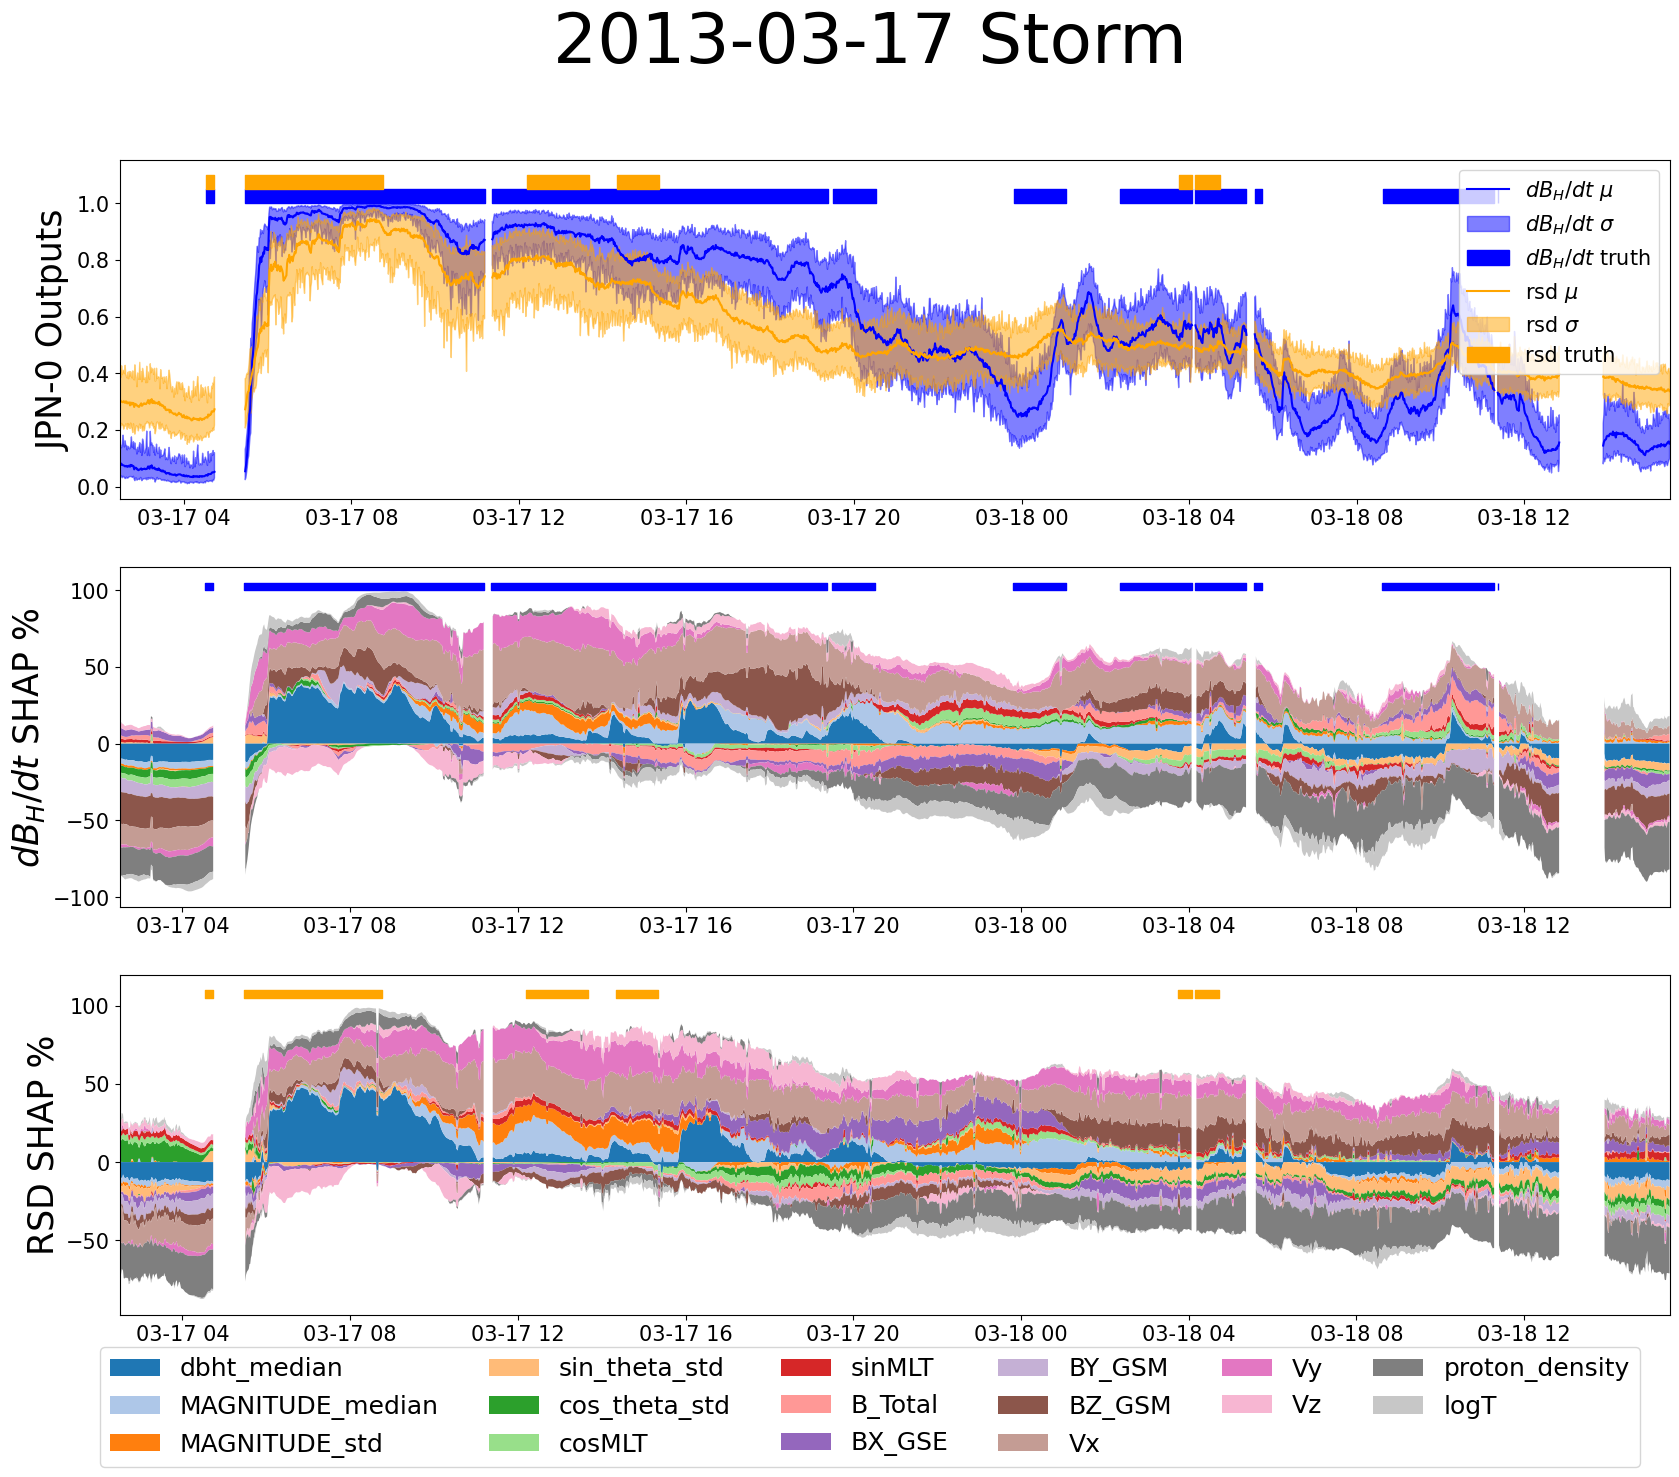 2013-03-17 Storm
JPN-0 Outputs
1.0
0.8
0.6
0.4
0.2
0.0
dB_H/dt μ
dB_H/dt σ
dB_H/dt truth
rsd μ
rsd σ
rsd truth
03-17 04 03-17 08 03-17 12 03-17 16 03-17 20 03-18 00 03-18 04 03-18 08 03-18 12
dB_H/dt SHAP %
100
50
0
−50
−100
03-17 04 03-17 08 03-17 12 03-17 16 03-17 20 03-18 00 03-18 04 03-18 08 03-18 12
RSD SHAP %
100
50
0
−50
03-17 04 03-17 08 03-17 12 03-17 16 03-17 20 03-18 00 03-18 04 03-18 08 03-18 12
dbht_median sin_theta_std sinMLT BY_GSM Vy proton_density
MAGNITUDE_median cos_theta_std B_Total BZ_GSM Vz logT
MAGNITUDE_std cosMLT BX_GSE Vx